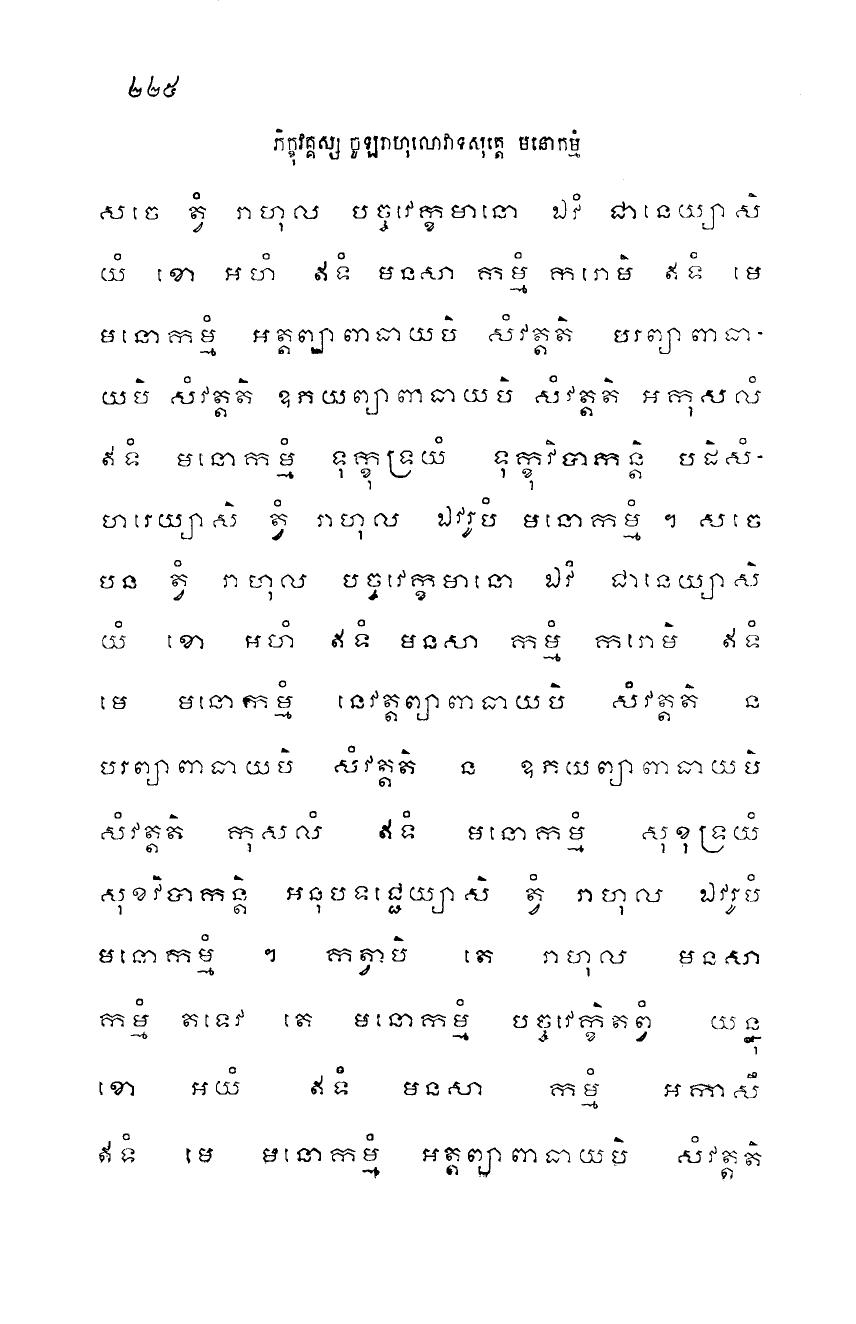 ២២៥
ភិក្ខុវគ្គស្ស ចូឡរាហុលោវាទសុត្តេ មនោកម្មំ
សចេ ត្វំ រាហុល បច្ចវេក្ខមានោ ឯវំ ជានេយ្យាសិ
យំ ខោ អហំ ឥទំ មនសា កម្មំ ករោមិ ឥទំ មេ
មនោកម្មំ អត្តព្យាពាធាយបិ សំវត្តតិ បរព្យាពាធា-
យបិ សំវត្តតិ ឧភយព្យាពាធាយបិ សំវត្តតិ អកុសលំ
ឥទំ មនោកម្មំ ទុក្ខុទ្រយំ ទុក្ខុវិបាកន្តិ បដិសំ-
ហរេយ្យាសិ ត្វំ រាហុល ឯវរូបំ មនោកម្មំ ។ សចេ
បន ត្វំ រាហុល បច្ចវេក្ខមានោ ឯវំ ជានេយ្យាសិ
យំ ខោ អហំ ឥទំ មនសា កម្មំ ករោមិ ឥទំ
មេ មនោកម្មំ នេវត្តព្យាពាធាយបិ សំវត្តតិ ន
បរព្យាពាធាយបិ សំវត្តតិ ន ឧភយព្យាពាធាយបិ
សំវត្តតិ កុសលំ ឥទំ មនោកម្មំ សុខុទ្រយំ
សុខវិបាកន្តិ អនុបទជ្ជេយ្យាសិ ត្វំ រាហុល ឯវរូបំ
មនោកម្មំ ។ កត្វាបិ តេ រាហុល មនសា
កម្មំ តទេវ តេ មនោកម្មំ បច្ចវេក្ខិតព្វំ យន្នុ
ខោ អយំ ឥទំ មនសា កម្មំ អកាសឹ
ឥទំ មេ មនោកម្មំ អត្តព្យាពាធាយបិ សំវត្តតិ